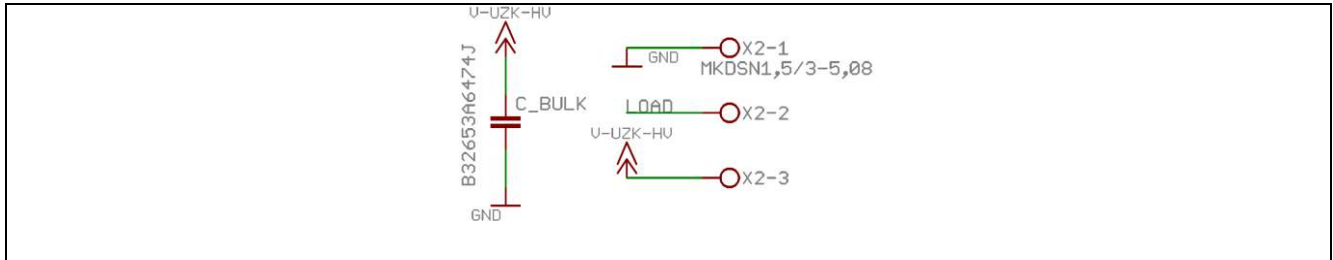 V-UZK-HV
B32653A6474J
C_BULK
GND
GND
X2-1
MKDSN1,5/3-5,08
LOAD
X2-2
V-UZK-HV
X2-3